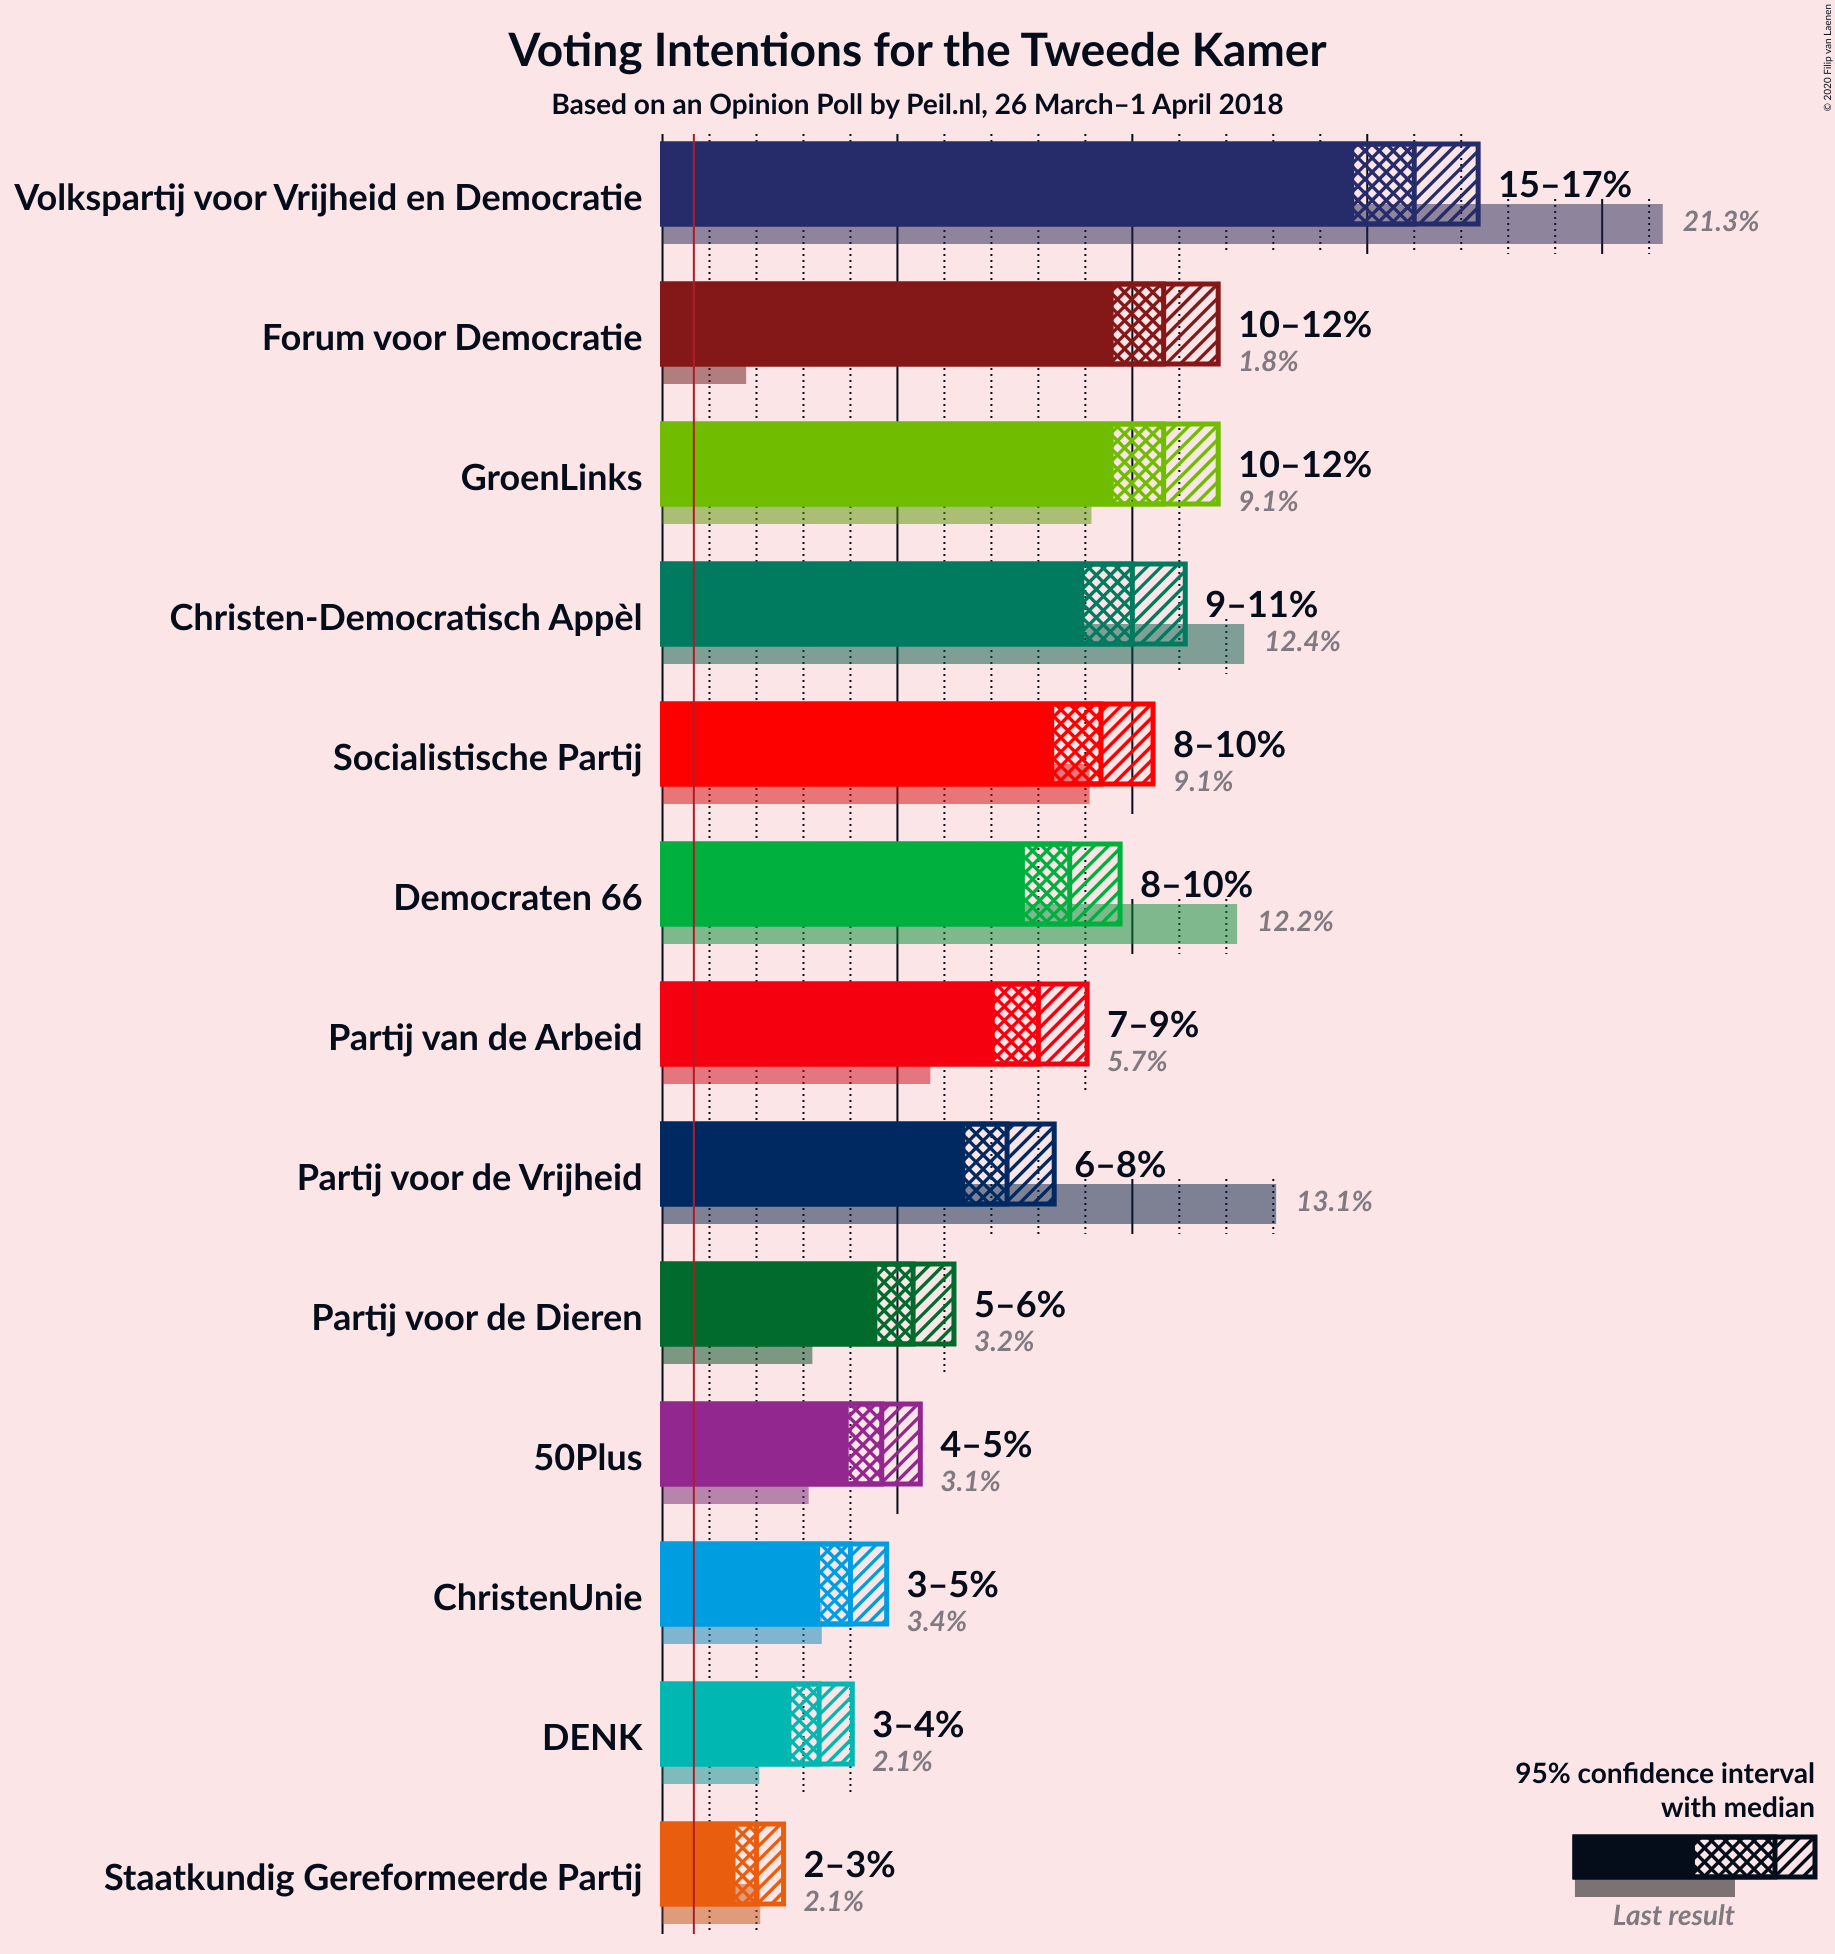 Voting Intentions for the Tweede Kamer
Based on an Opinion Poll by Peil.nl, 26 March–1 April 2018
© 2020 Filip van Laenen
Volkspartij voor Vrijheid en Democratie
15–17%
21.3%
Forum voor Democratie
10–12%
1.8%
GroenLinks
10–12%
9.1%
Christen-Democratisch Appèl
9–11%
12.4%
Socialistische Partij
8–10%
9.1%
Democraten 66
8–10%
12.2%
Partij van de Arbeid
7–9%
5.7%
Partij voor de Vrijheid
6–8%
13.1%
Partij voor de Dieren
5–6%
3.2%
50Plus
4–5%
3.1%
ChristenUnie
3–5%
3.4%
DENK
3–4%
2.1%
Staatkundig Gereformeerde Partij
2–3%
2.1%
95% confidence interval
with median
Last result